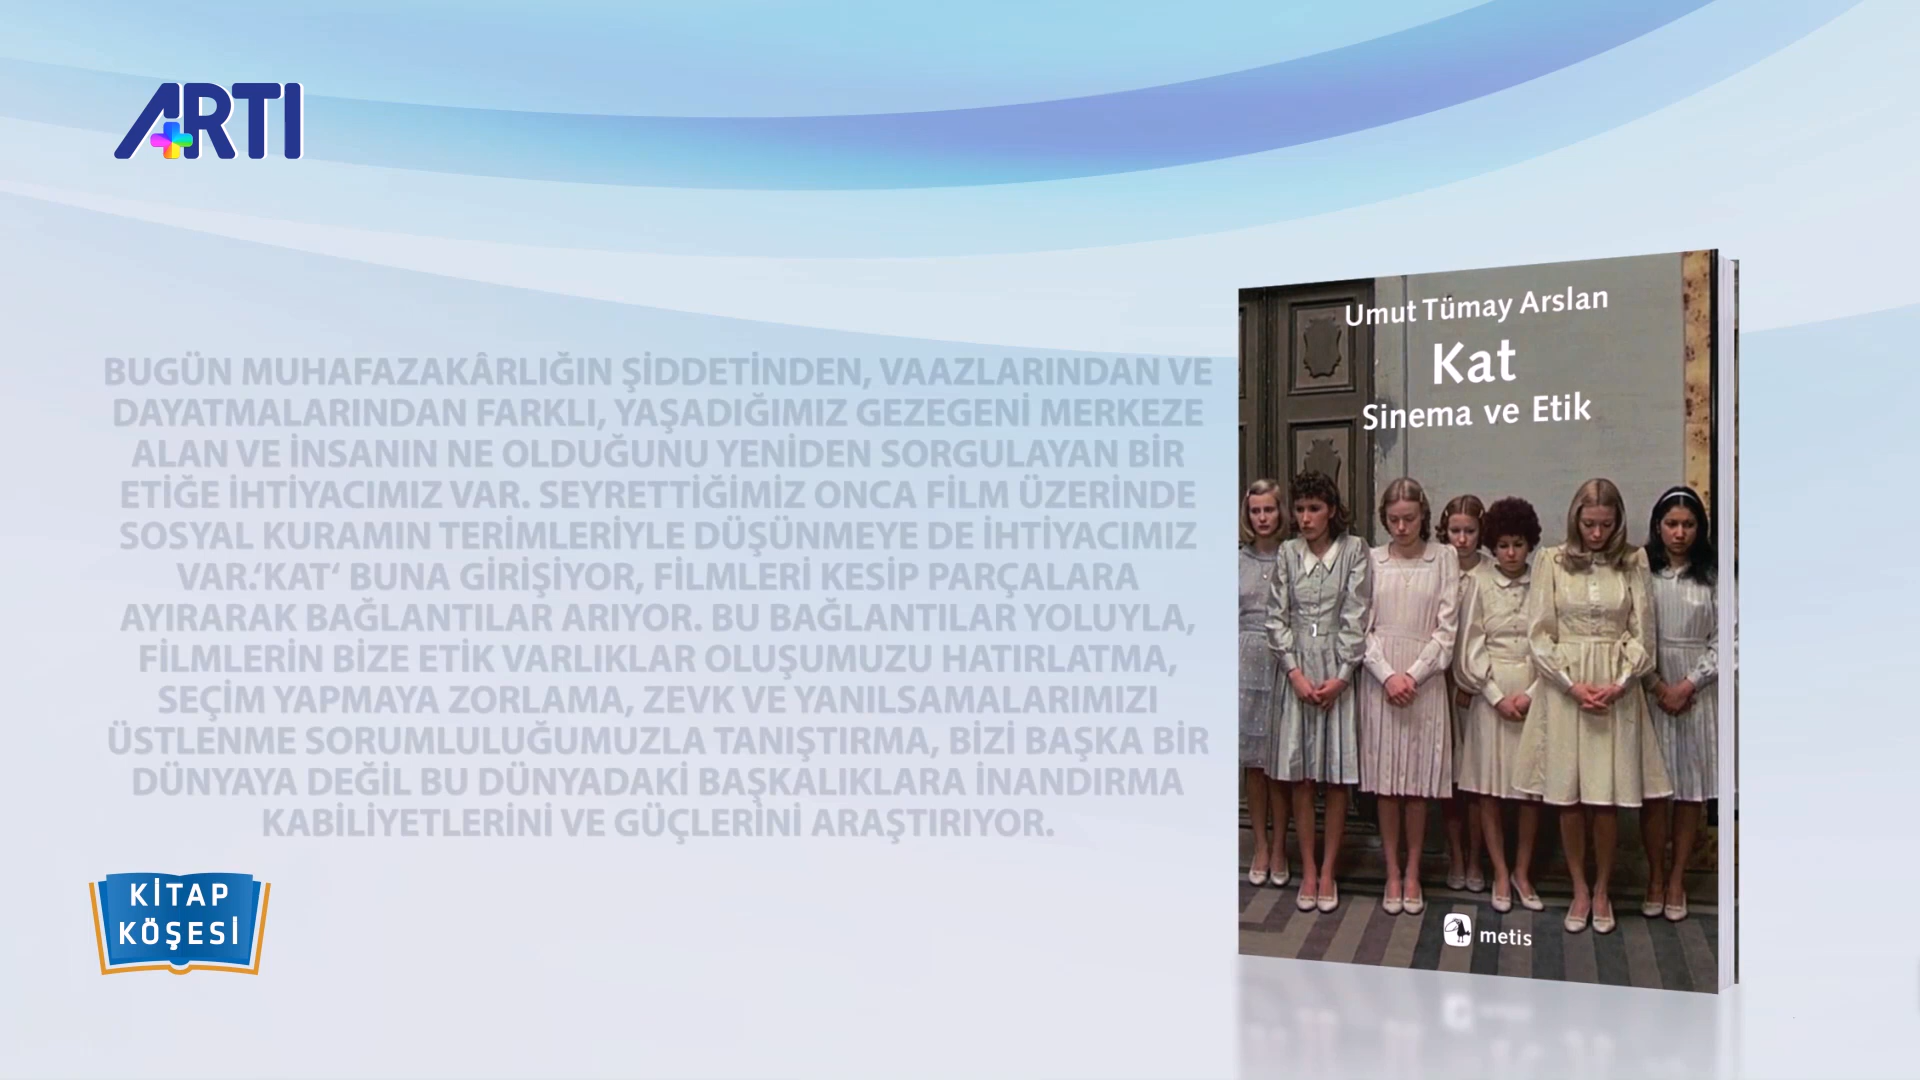 ARTI
Umut Tümay Arslan
Kat
Sinema ve Etik
BUGÜN MUHAFAZAKÂRLIĞIN ŞİDDETİNDEN, VAAZLARINDAN VE
DAYATMALARINDAN FARKLI, YAŞADIĞIMIZ GEZEGENİ MERKEZE
ALAN VE İNSANIN NE OLDUĞUNU YENİDEN SORGULAYAN BİR
ETİĞE İHTİYACIMIZ VAR. SEYRETTİĞİMİZ ONCA FİLM ÜZERİNDE
SOSYAL KURAMIN TERİMLERİYLE DÜŞÜNMEYE DE İHTİYACIMIZ
VAR.‘KAT‘ BUNA GİRİŞİYOR, FİLMLERİ KESİP PARÇALARA
AYIRARAK BAĞLANTILAR ARIYOR. BU BAĞLANTILAR YOLUYLA,
FİLMLERİN BİZE ETİK VARLIKLAR OLUŞUMUZU HATIRLATMA,
SEÇİM YAPMAYA ZORLAMA, ZEVK VE YANILSAMALARIMIZI
ÜSTLENME SORUMLULUĞUMUZLA TANIŞTIRMA, BİZİ BAŞKA BİR
DÜNYAYA DEĞİL BU DÜNYADAKİ BAŞKALIKLARA İNANDIRMA
KABİLİYETLERİNİ VE GÜÇLERİNİ ARAŞTIRIYOR.
KİTAP
KÖŞESİ
metis